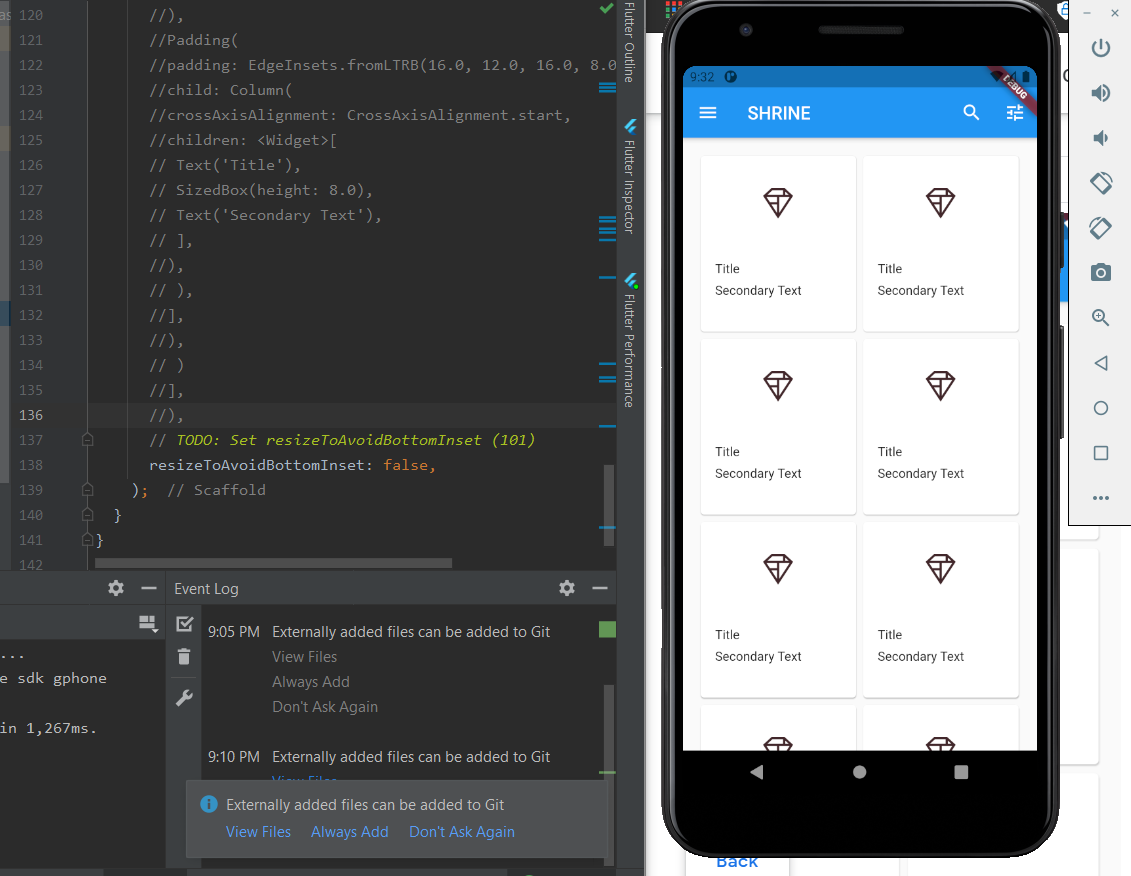 120 //),
121 //Padding(
122 //padding: EdgeInsets.fromLTRB(16.0, 12.0, 16.0, 8.0
123 //child: Column(
124 //crossAxisAlignment: CrossAxisAlignment.start,
125 //children: <Widget>[
126 // Text('Title'),
127 // SizedBox(height: 8.0),
128 // Text('Secondary Text'),
129 // ],
130 //),
131 // ),
132 //],
133 //),
134 // )
135 //],
136 //),
137 // TODO: Set resizeToAvoidBottomInset (101)
138 resizeToAvoidBottomInset: false,
139 ); // Scaffold
140 }
141 }
142
Flutter Outline
Flutter Inspector
Flutter Performance
Event Log
...
e sdk gphone
in 1,267ms.
9:05 PM Externally added files can be added to Git
View Files
Always Add
Don't Ask Again
9:10 PM Externally added files can be added to Git
View Files
Externally added files can be added to Git
View Files Always Add Don't Ask Again
9:32
DEBUG
SHRINE
Title Title
Secondary Text Secondary Text
Title Title
Secondary Text Secondary Text
Title Title
Secondary Text Secondary Text
Back